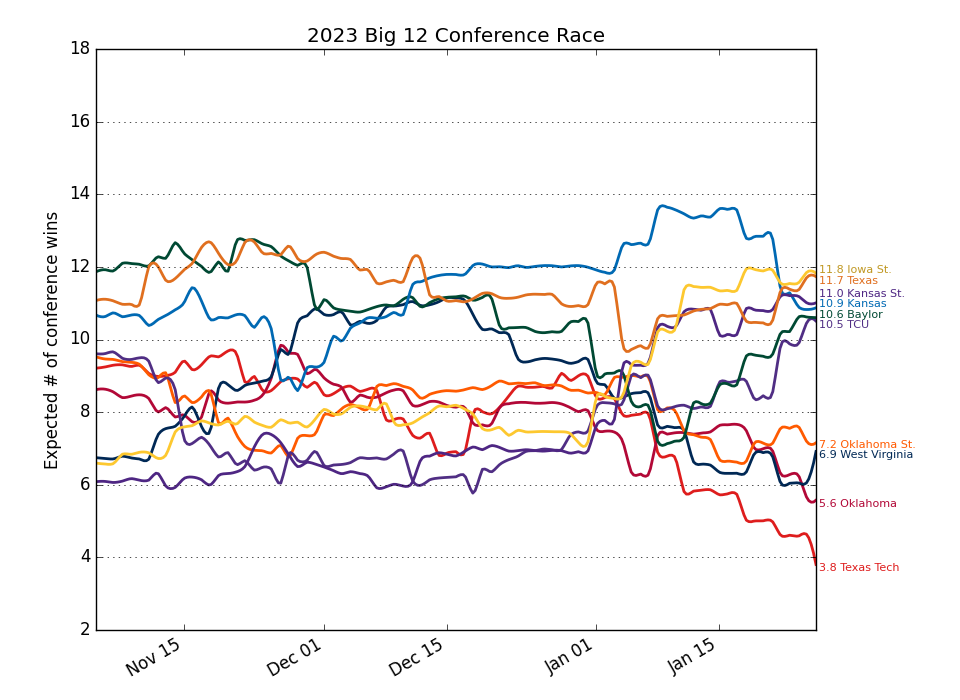 2023 Big 12 Conference Race
Expected # of conference wins
18
16
14
12
10
8
6
4
2
Nov 15
Dec 01
Dec 15
Jan 01
Jan 15
11.8 Iowa St.
11.7 Texas
11.0 Kansas St.
10.9 Kansas
10.6 Baylor
10.5 TCU
7.2 Oklahoma St.
6.9 West Virginia
5.6 Oklahoma
3.8 Texas Tech